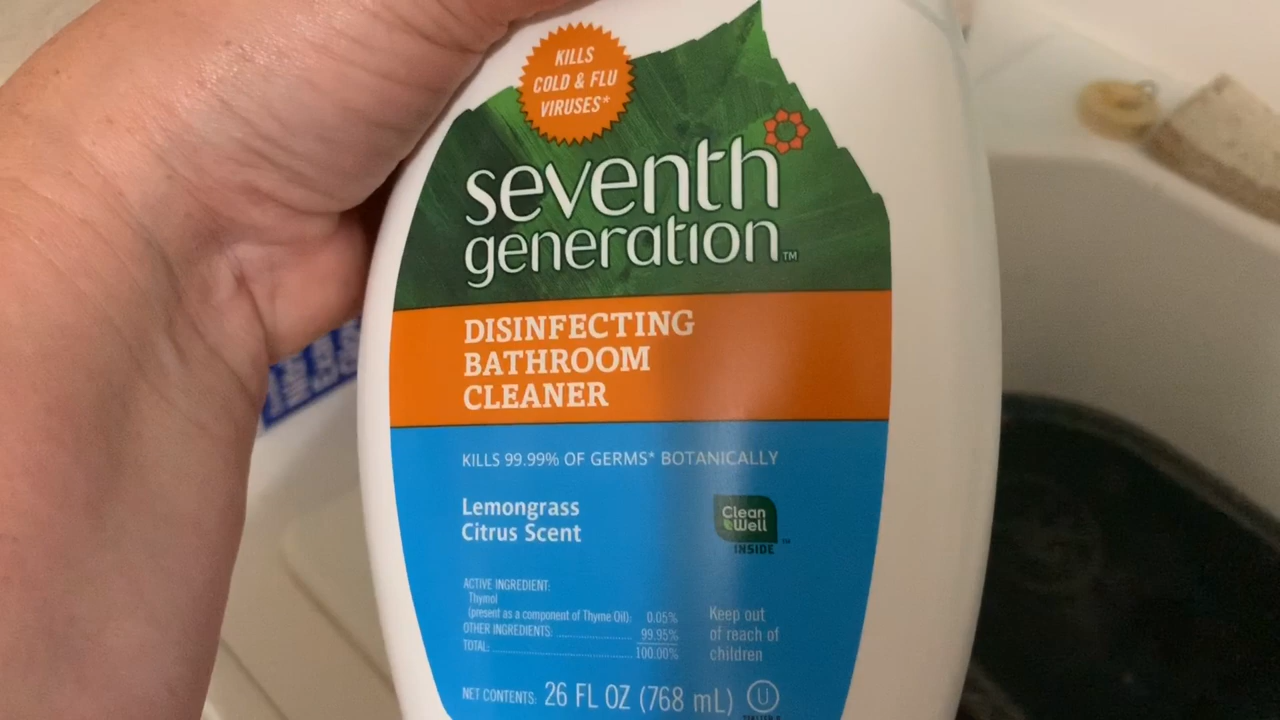 KILLS
COLD & FLU
VIRUSES*
seventh
generation™
DISINFECTING
BATHROOM
CLEANER
KILLS 99.99% OF GERMS* BOTANICALLY
Lemongrass
Citrus Scent
Clean
Well
INSIDE™
ACTIVE INGREDIENT:
Thymol
(present as a component of Thyme Oil): 0.05%
OTHER INGREDIENTS: 99.95%
TOTAL: 100.00%
Keep out
of reach of
children
NET CONTENTS: 26 FL OZ (768 mL) U